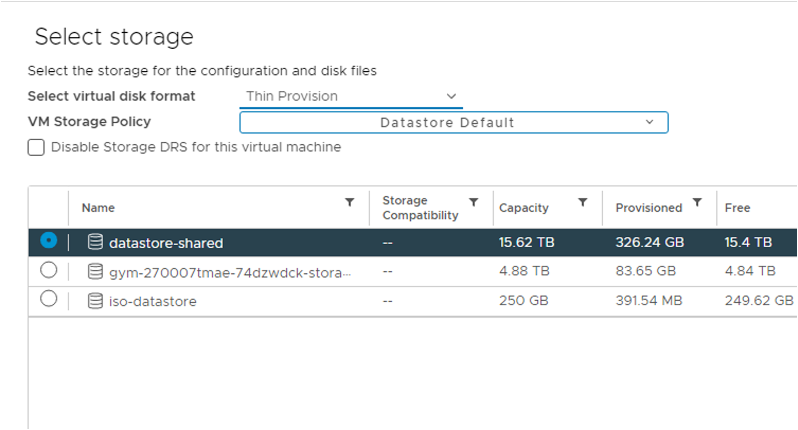 Select storage
Select the storage for the configuration and disk files
Select virtual disk format Thin Provision
VM Storage Policy Datastore Default
Disable Storage DRS for this virtual machine
Name Storage Compatibility Capacity Provisioned Free
datastore-shared -- 15.62 TB 326.24 GB 15.4 TB
gym-270007tmae-74dzwdck-stora... -- 4.88 TB 83.65 GB 4.84 TB
iso-datastore -- 250 GB 391.54 MB 249.62 GB